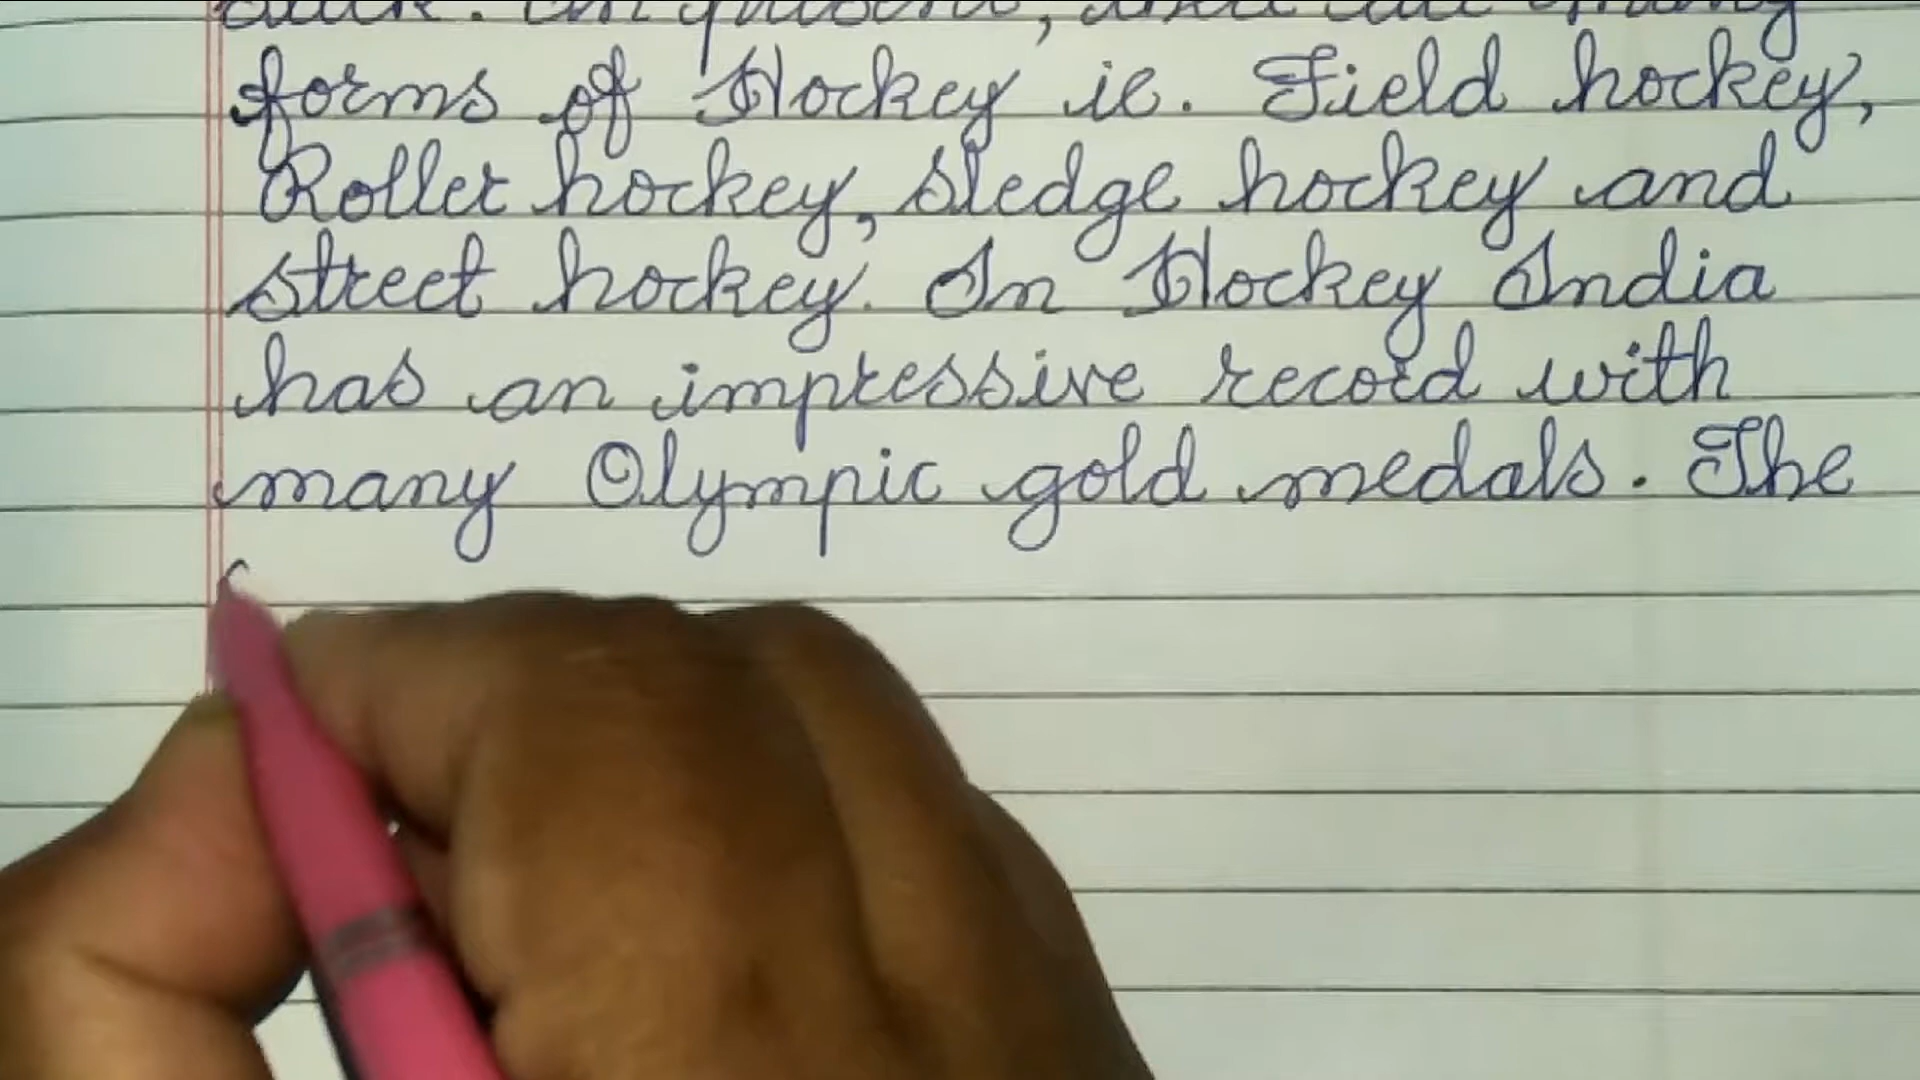 many
forms of Hockey ie. Field hockey,
Roller hockey, sledge hockey and
street hockey. In Hockey India
has an impressive record with
many Olympic gold medals. The